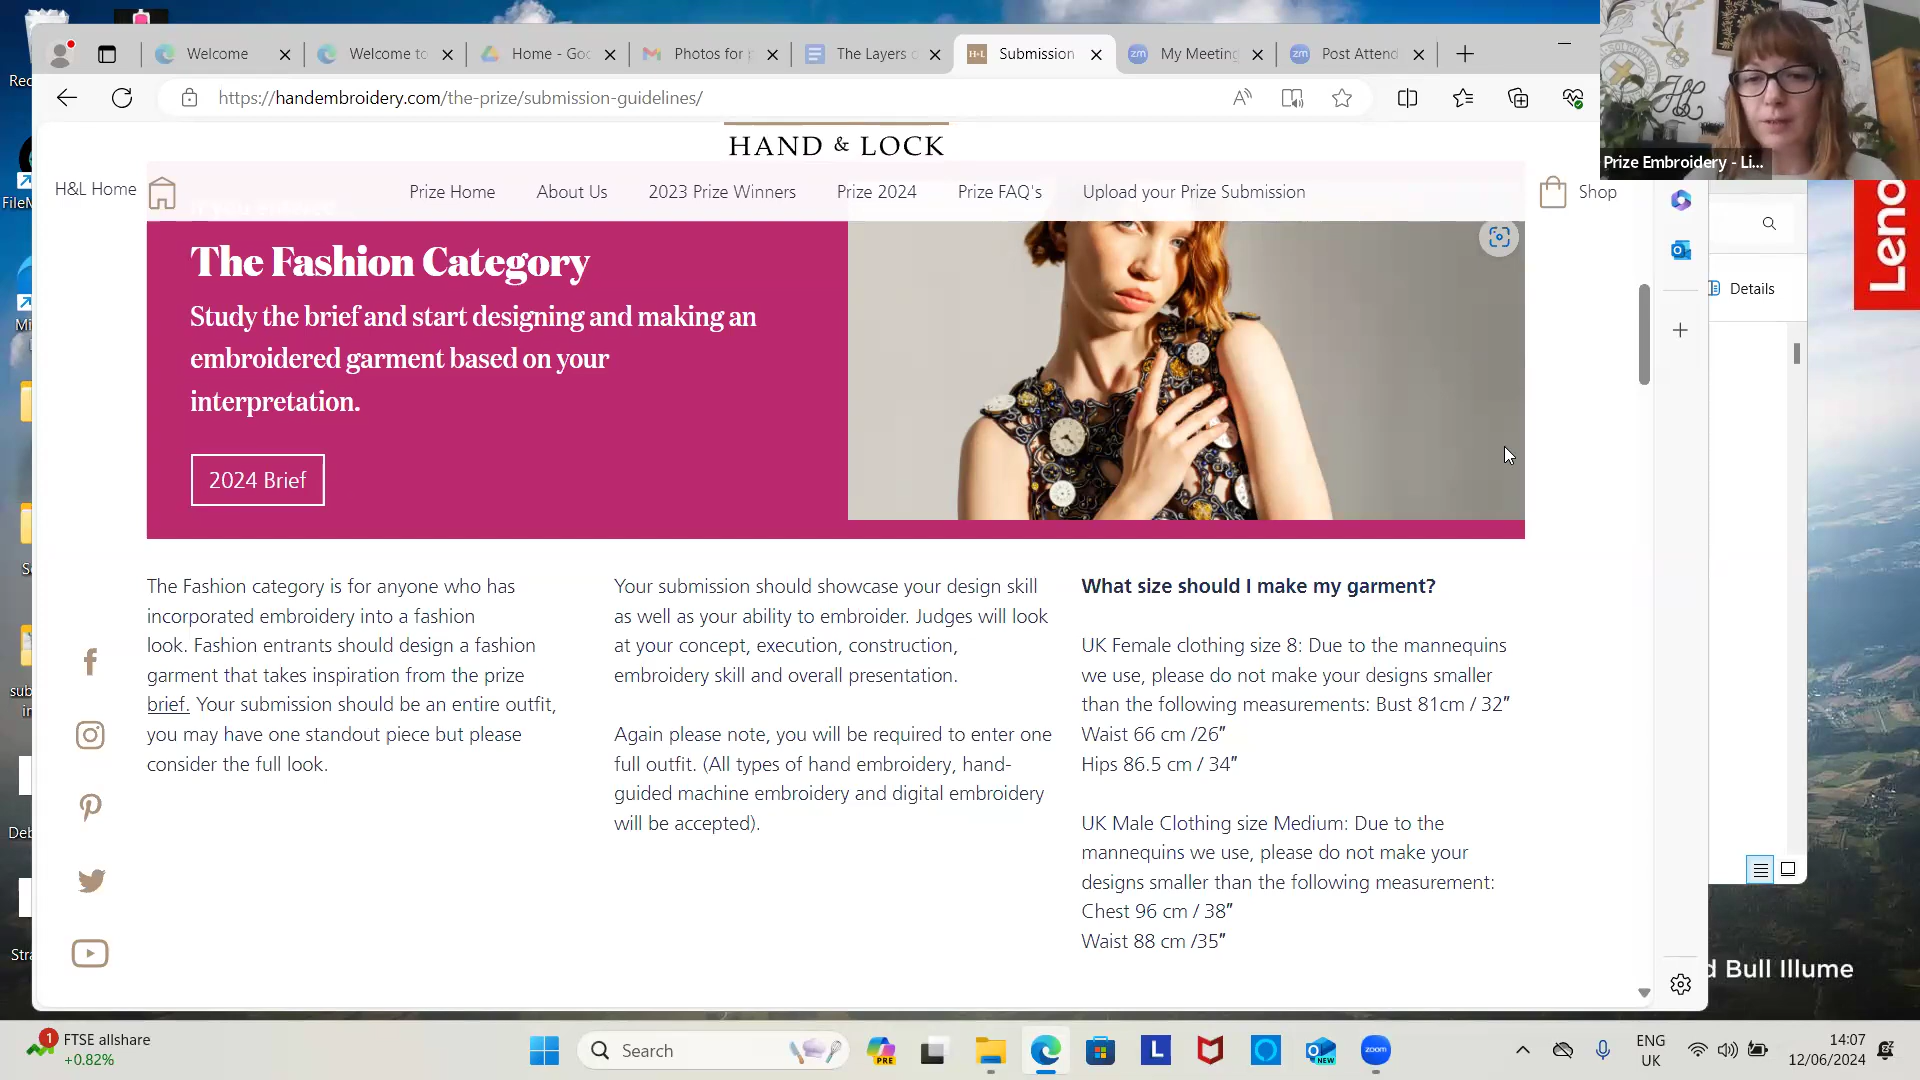 Welcome
Welcome to
Home - Goo
Photos for p
The Layers o
Submission
My Meeting
Post Attend
https://handembroidery.com/the-prize/submission-guidelines/
HAND & LOCK
H&L Home
Prize Home
About Us
2023 Prize Winners
Prize 2024
Prize FAQ's
Upload your Prize Submission
Shop
Prize Embroidery - Li...
Leno
Details
The Fashion Category
Study the brief and start designing and making an
embroidered garment based on your
interpretation.
2024 Brief
The Fashion category is for anyone who has
incorporated embroidery into a fashion
look. Fashion entrants should design a fashion
garment that takes inspiration from the prize
brief. Your submission should be an entire outfit,
you may have one standout piece but please
consider the full look.
Your submission should showcase your design skill
as well as your ability to embroider. Judges will look
at your concept, execution, construction,
embroidery skill and overall presentation.
Again please note, you will be required to enter one
full outfit. (All types of hand embroidery, hand-
guided machine embroidery and digital embroidery
will be accepted).
What size should I make my garment?
UK Female clothing size 8: Due to the mannequins
we use, please do not make your designs smaller
than the following measurements: Bust 81cm / 32″
Waist 66 cm /26″
Hips 86.5 cm / 34″
UK Male Clothing size Medium: Due to the
mannequins we use, please do not make your
designs smaller than the following measurement:
Chest 96 cm / 38″
Waist 88 cm /35″
d Bull Illume
1
FTSE allshare
+0.82%
Search
PRE
NEW
zoom
ENG
UK
14:07
12/06/2024